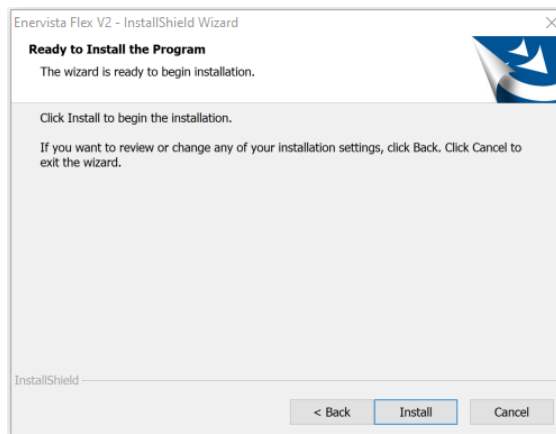 Enervista Flex V2 - InstallShield Wizard
Ready to Install the Program
The wizard is ready to begin installation.
Click Install to begin the installation.
If you want to review or change any of your installation settings, click Back. Click Cancel to
exit the wizard.
InstallShield
< Back Install Cancel